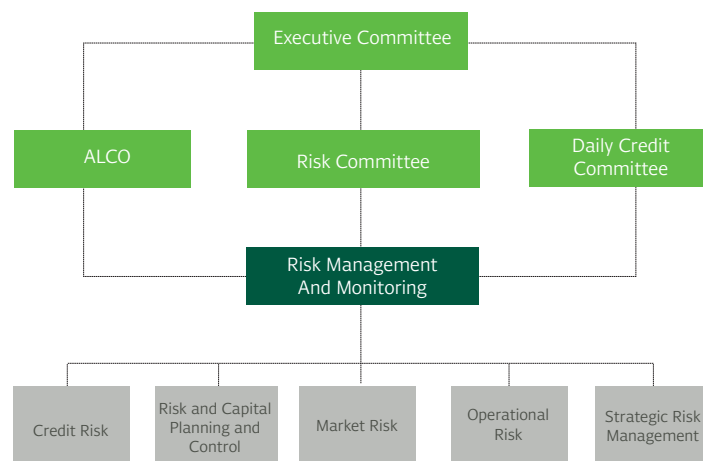 Executive Committee
ALCO
Risk Committee
Daily Credit
Committee
Risk Management
And Monitoring
Credit Risk
Risk and Capital
Planning and
Control
Market Risk
Operational
Risk
Strategic Risk
Management